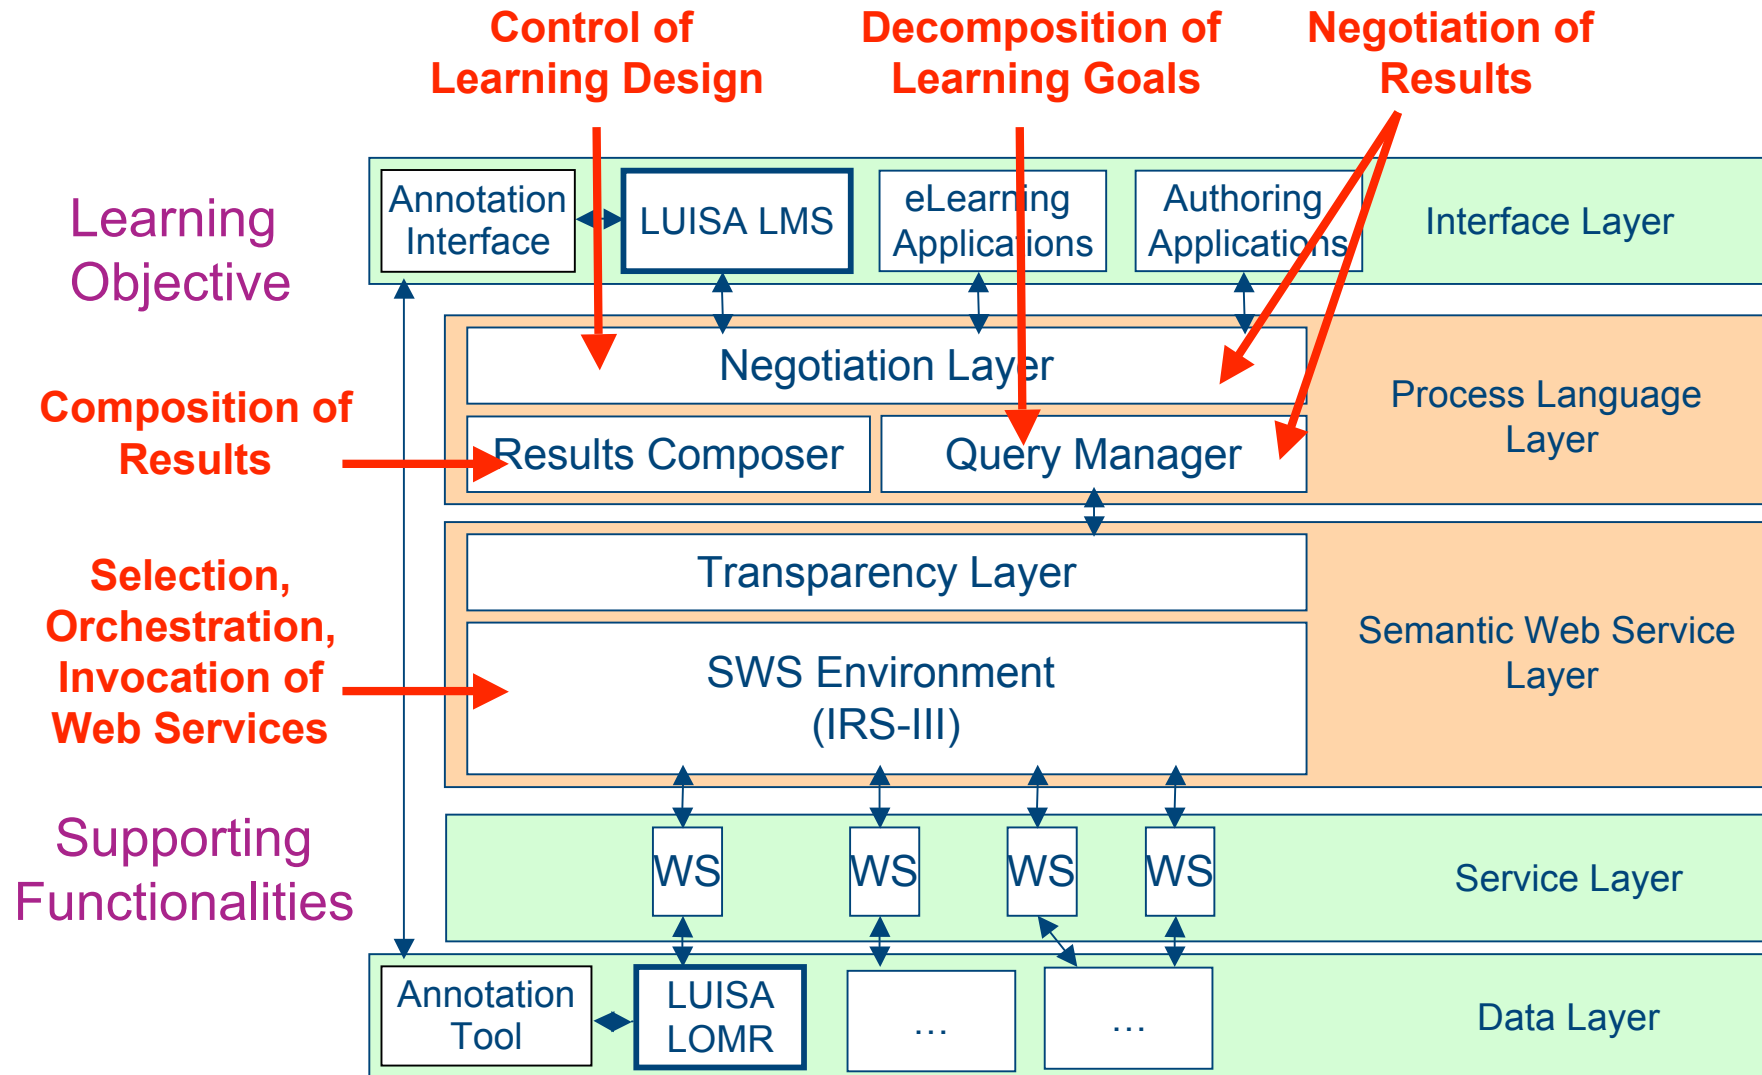 Control of
Learning Design
Decomposition of
Learning Goals
Negotiation of
Results
Learning
Objective
Annotation
Interface
LUISA LMS
eLearning
Applications
Authoring
Applications
Interface Layer
Negotiation Layer
Process Language
Layer
Composition of
Results
Results Composer
Query Manager
Selection,
Orchestration,
Invocation of
Web Services
Transparency Layer
SWS Environment
(IRS-III)
Semantic Web Service
Layer
Supporting
Functionalities
WS
WS
WS
WS
Service Layer
Annotation
Tool
LUISA
LOMR
…
…
Data Layer